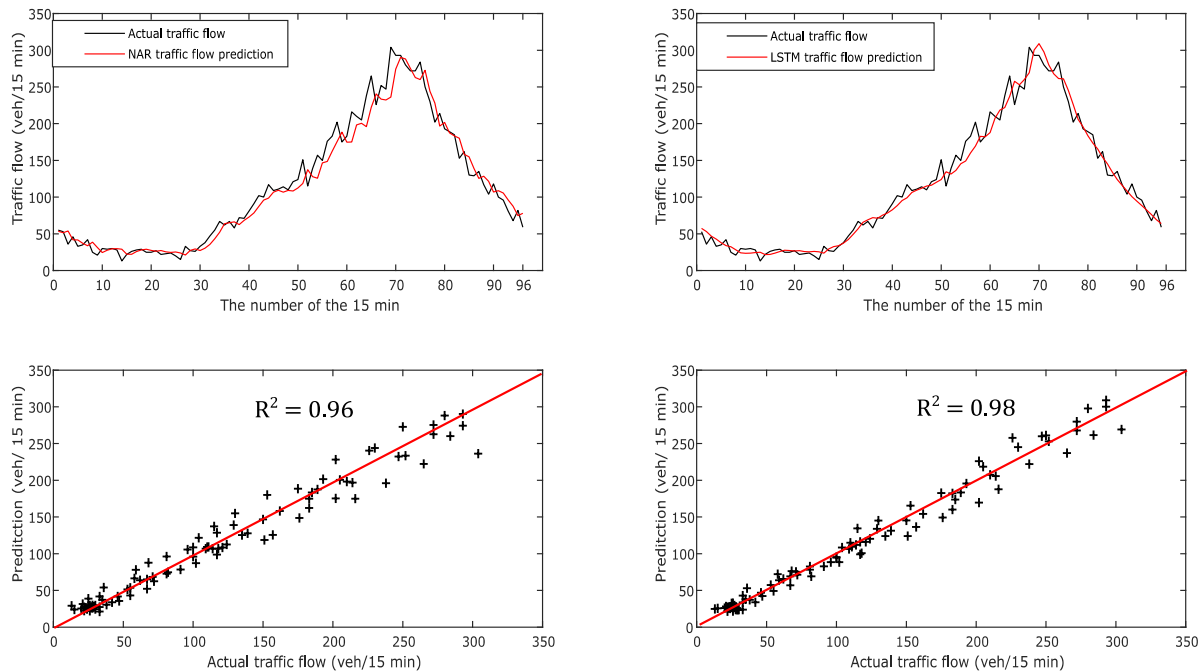 Actual traffic flow
NAR traffic flow prediction
Traffic flow (veh/15 min)
350
300
250
200
150
100
50
0
0 10 20 30 40 50 60 70 80 90 96
The number of the 15 min
Actual traffic flow
LSTM traffic flow prediction
Traffic flow (veh/15 min)
350
300
250
200
150
100
50
0
0 10 20 30 40 50 60 70 80 90 96
The number of the 15 min
R² = 0.96
Preditction (veh/ 15 min)
350
300
250
200
150
100
50
0
0 50 100 150 200 250 300 350
Actual traffic flow (veh/15 min)
R² = 0.98
Preditction (veh/ 15 min)
350
300
250
200
150
100
50
0
0 50 100 150 200 250 300 350
Actual traffic flow (veh/15 min)